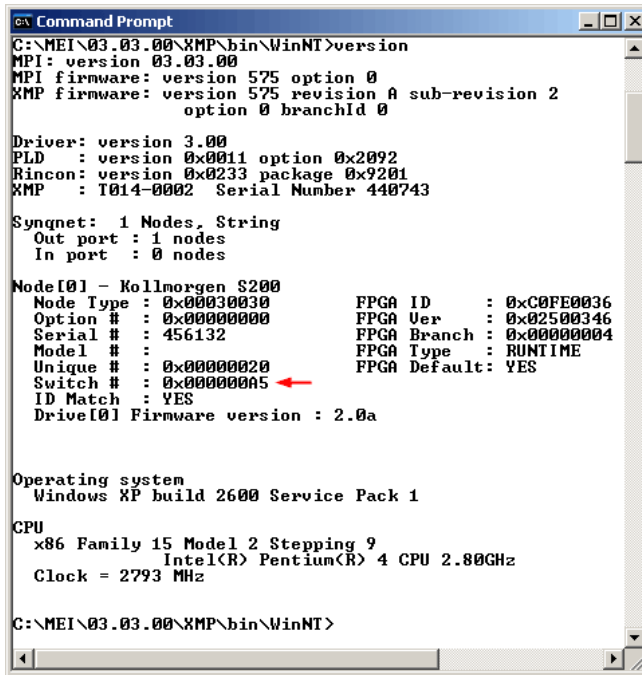 Command Prompt
C:\MEI\03.03.00\XMP\bin\WinNT>version
MPI: version 03.03.00
MPI firmware: version 575 option 0
XMP firmware: version 575 revision A sub-revision 2
option 0 branchId 0
Driver: version 3.00
PLD : version 0x0011 option 0x2092
Rincon: version 0x0233 package 0x9201
XMP : T014-0002 Serial Number 440743
Synqnet: 1 Nodes, String
Out port : 1 nodes
In port : 0 nodes
Node[0] - Kollmorgen S200
Node Type : 0x00030030 FPGA ID : 0xC0FE0036
Option # : 0x00000000 FPGA Ver : 0x02500346
Serial # : 456132 FPGA Branch : 0x00000004
Model # : FPGA Type : RUNTIME
Unique # : 0x00000020 FPGA Default: YES
Switch # : 0x000000A5
ID Match : YES
Drive[0] Firmware version : 2.0a
Operating system
Windows XP build 2600 Service Pack 1
CPU
x86 Family 15 Model 2 Stepping 9
Intel(R) Pentium(R) 4 CPU 2.80GHz
Clock = 2793 MHz
C:\MEI\03.03.00\XMP\bin\WinNT>